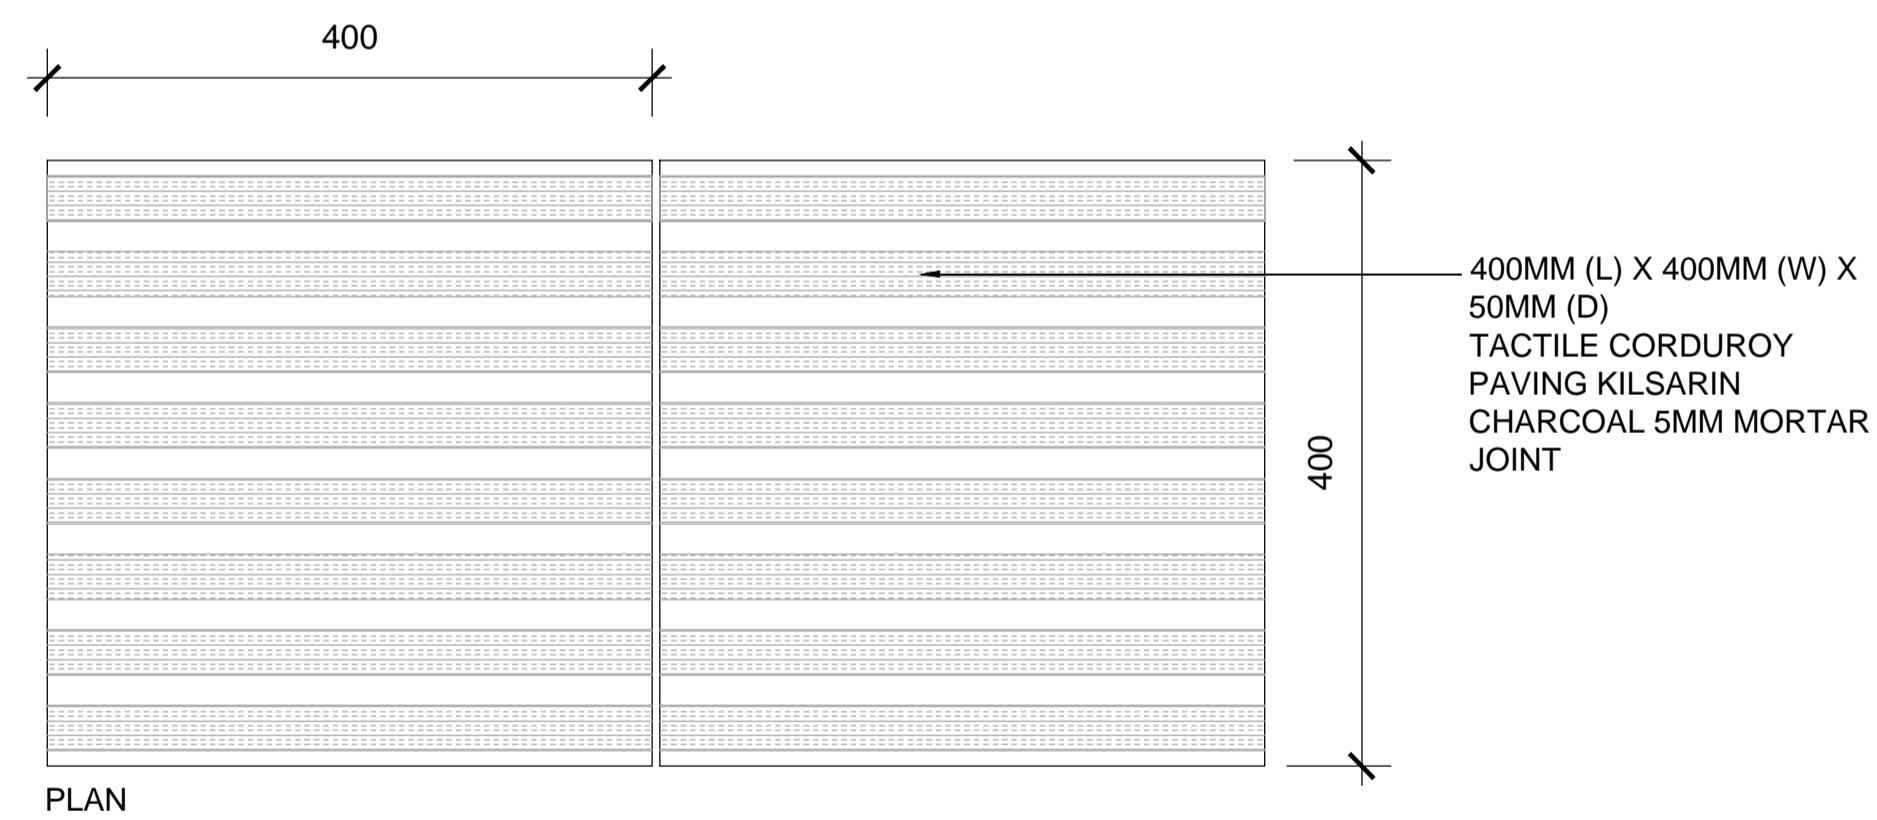 400
400MM (L) X 400MM (W) X
50MM (D)
TACTILE CORDUROY
PAVING KILSARIN
CHARCOAL 5MM MORTAR
JOINT
400
PLAN